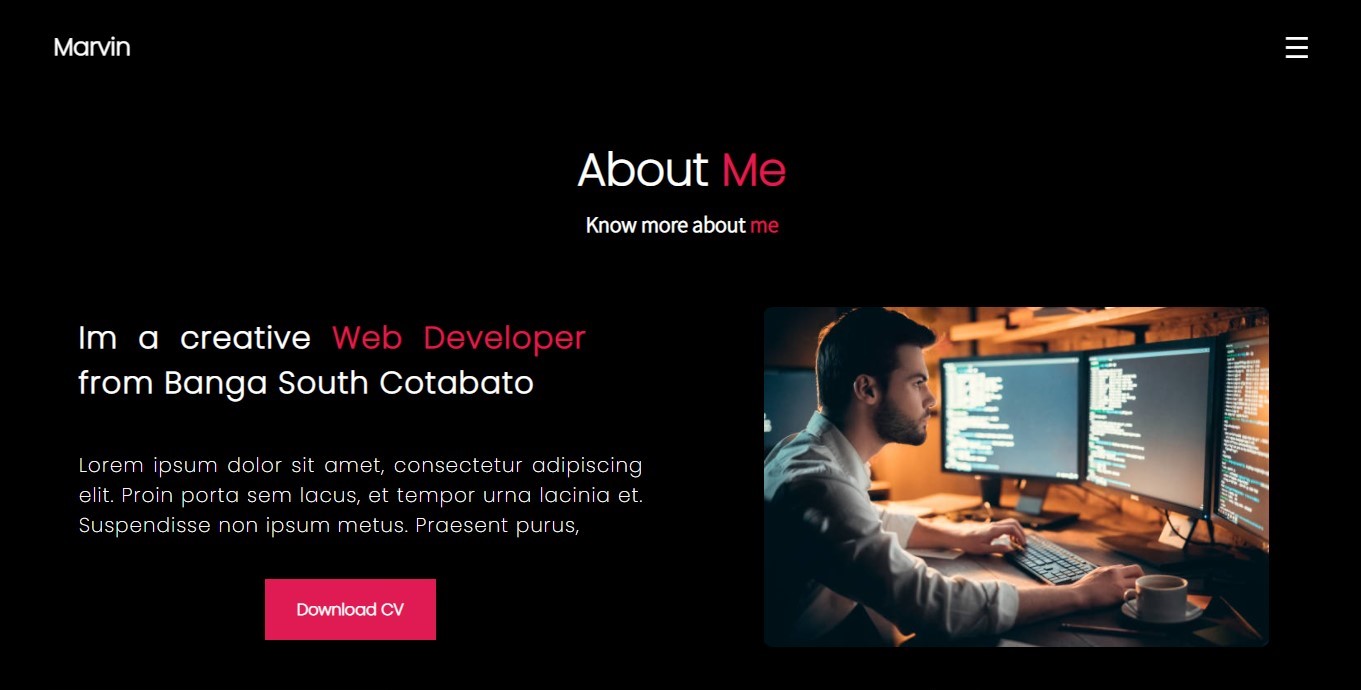 Marvin
About Me
Know more about me
Im a creative Web Developer
from Banga South Cotabato
Lorem ipsum dolor sit amet, consectetur adipiscing
elit. Proin porta sem lacus, et tempor urna lacinia et.
Suspendisse non ipsum metus. Praesent purus,
Download CV